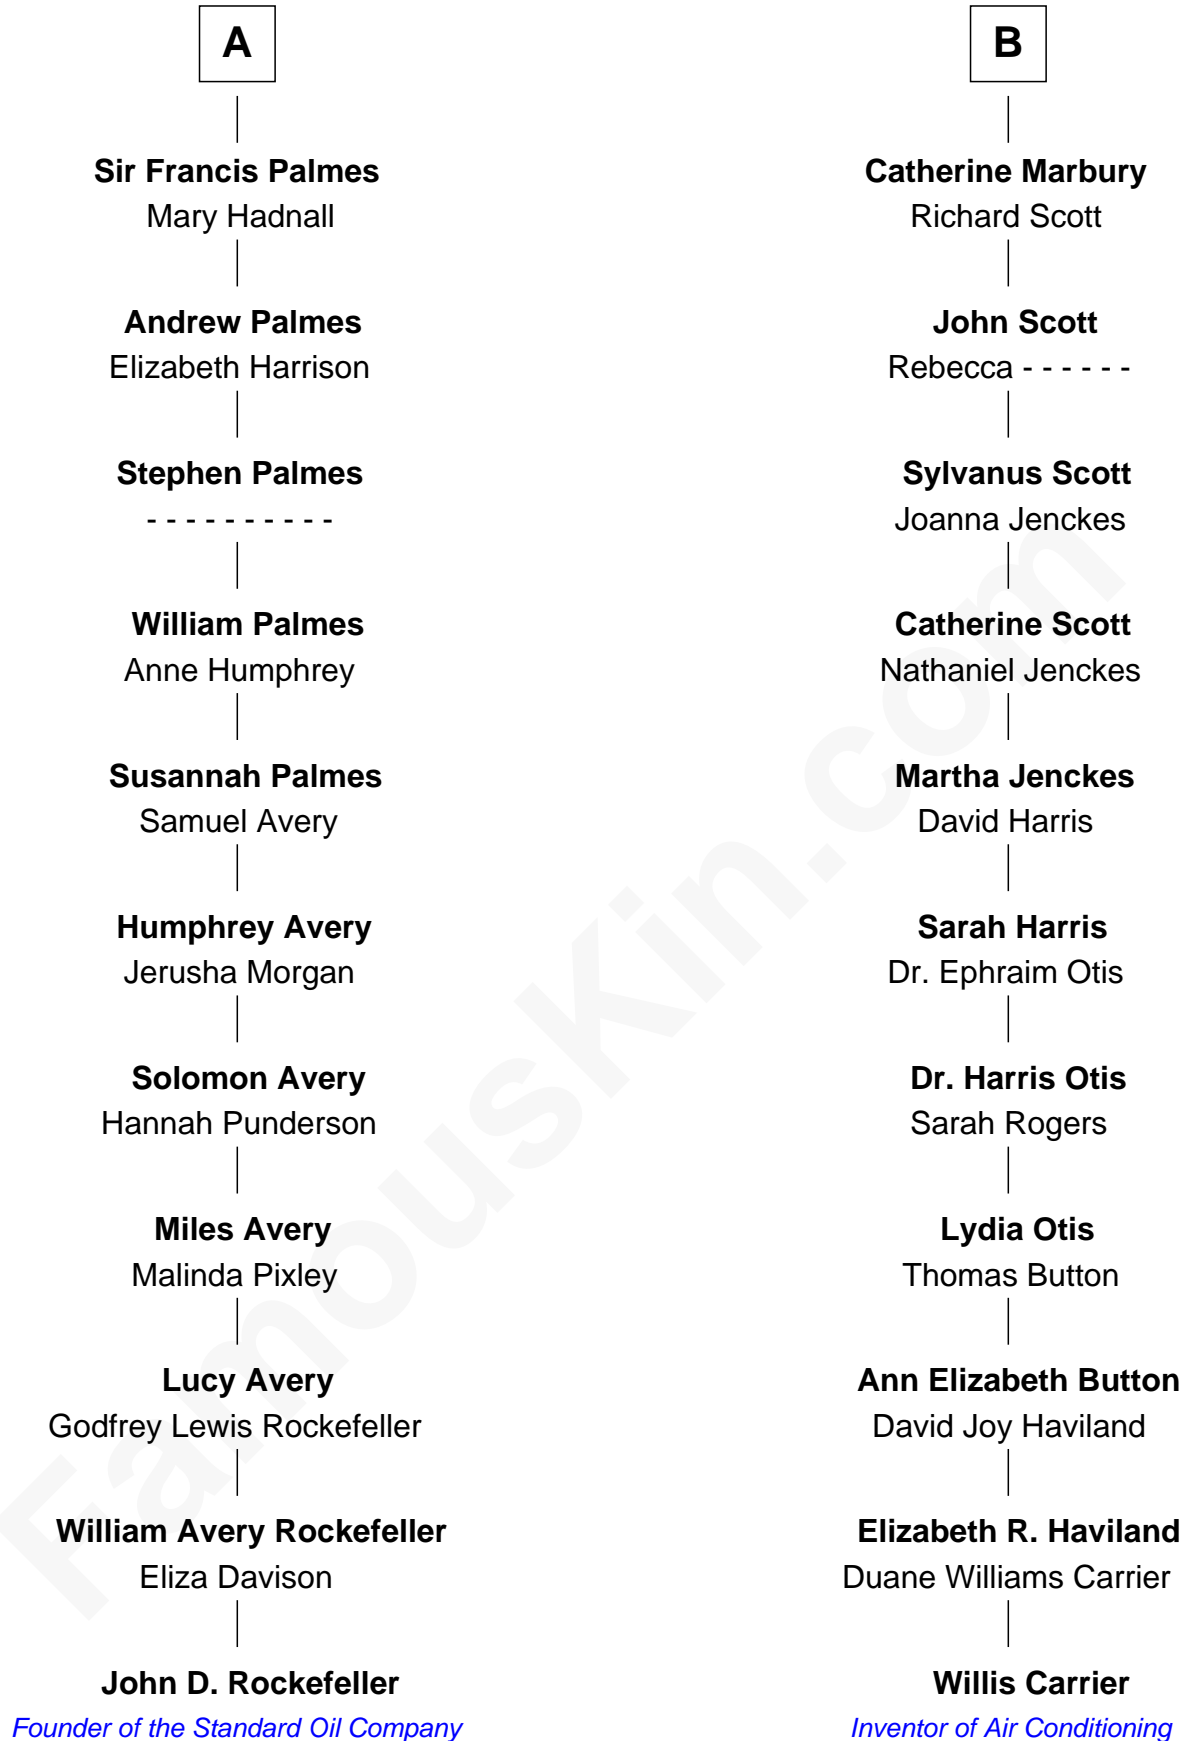 A
Sir Francis Palmes
Mary Hadnall
Andrew Palmes
Elizabeth Harrison
Stephen Palmes
- - - - - - - - - -
William Palmes
Anne Humphrey
Susannah Palmes
Samuel Avery
Humphrey Avery
Jerusha Morgan
Solomon Avery
Hannah Punderson
Miles Avery
Malinda Pixley
Lucy Avery
Godfrey Lewis Rockefeller
William Avery Rockefeller
Eliza Davison
John D. Rockefeller
Founder of the Standard Oil Company
B
Catherine Marbury
Richard Scott
John Scott
Rebecca - - - - - -
Sylvanus Scott
Joanna Jenckes
Catherine Scott
Nathaniel Jenckes
Martha Jenckes
David Harris
Sarah Harris
Dr. Ephraim Otis
Dr. Harris Otis
Sarah Rogers
Lydia Otis
Thomas Button
Ann Elizabeth Button
David Joy Haviland
Elizabeth R. Haviland
Duane Williams Carrier
Willis Carrier
Inventor of Air Conditioning
FamousKin.com